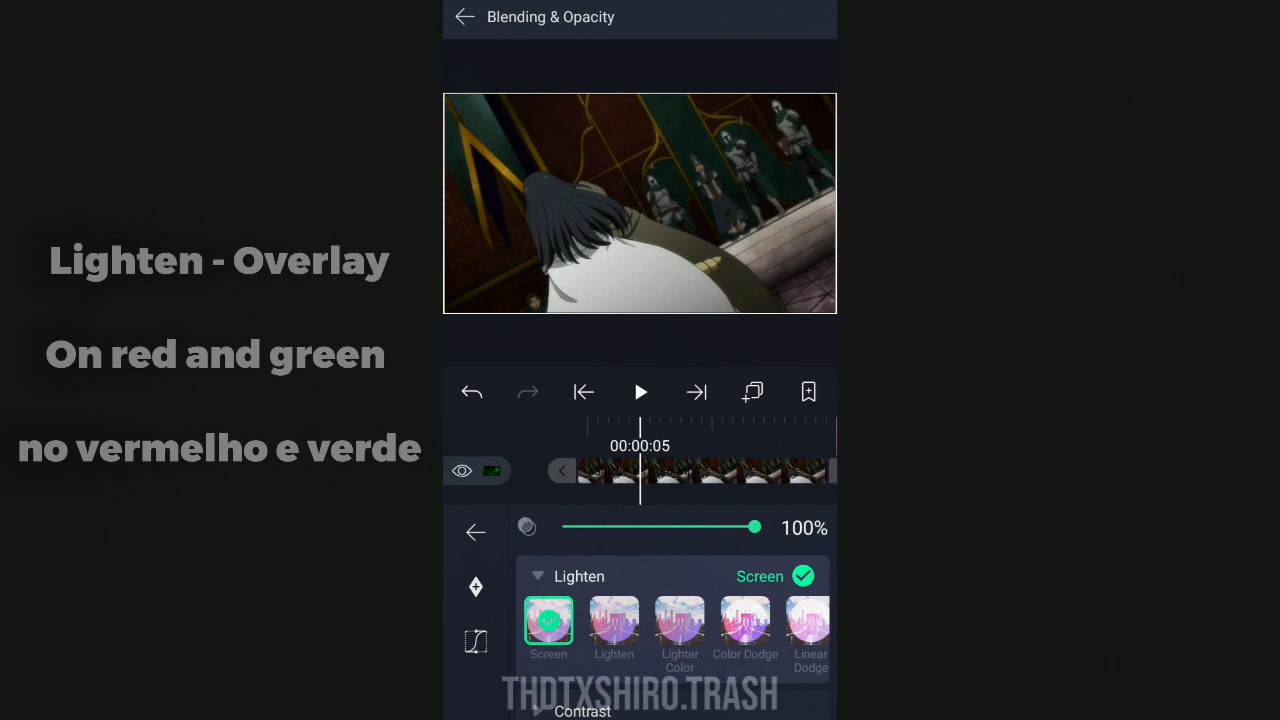 Blending & Opacity
Lighten - Overlay
On red and green
no vermelho e verde
00:00:05
100%
Lighten
Screen
Screen
Lighten
Lighter
Color
Color Dodge
Linear
Dodge
THDTXSHIRO.TRASH
Contrast